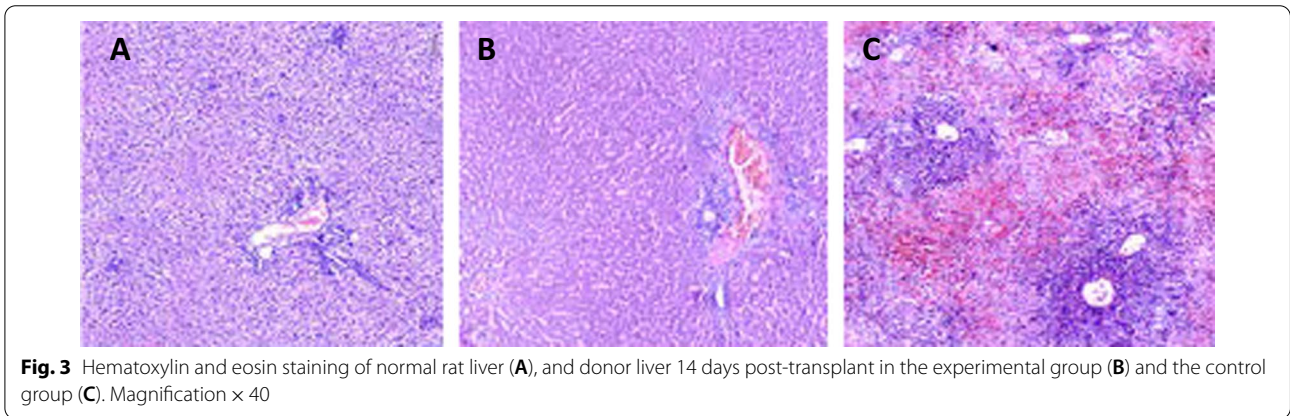 A
B
C
Fig. 3 Hematoxylin and eosin staining of normal rat liver (A), and donor liver 14 days post-transplant in the experimental group (B) and the control
group (C). Magnification × 40